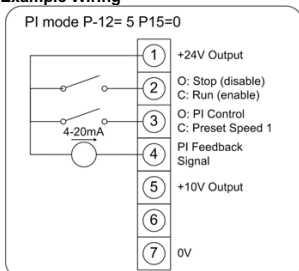 Example Wiring
PI mode P-12= 5 P15=0
1 +24V Output
2 O: Stop (disable)
C: Run (enable)
3 O: PI Control
C: Preset Speed 1
4-20mA
4 PI Feedback
Signal
5 +10V Output
6
7 0V